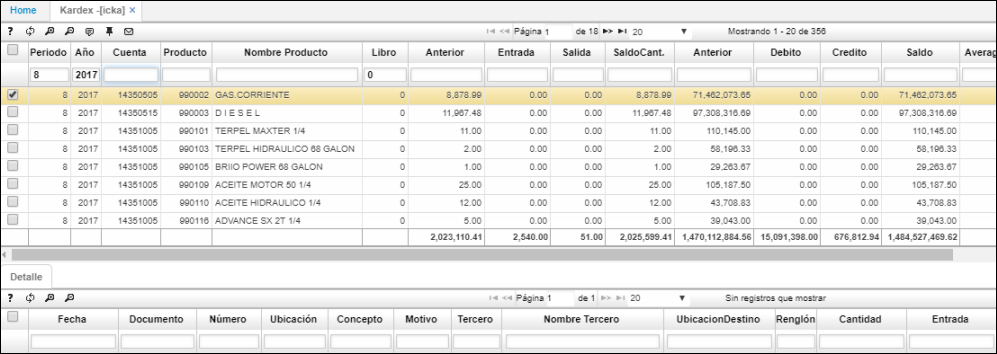 Home Kardex -[icka] ×
? Página 1 de 18 20 Mostrando 1 - 20 de 356
Periodo Año Cuenta Producto Nombre Producto Libro Anterior Entrada Salida SaldoCant. Anterior Debito Credito Saldo Averag
8 2017 0
8 2017 14350505 990002 GAS.CORRIENTE 0 8,878.99 0.00 0.00 8,878.99 71,462,073.65 0.00 0.00 71,462,073.65
8 2017 14350515 990003 D I E S E L 0 11,967.48 0.00 0.00 11,967.48 97,308,316.69 0.00 0.00 97,308,316.69
8 2017 14351005 990101 TERPEL MAXTER 1/4 0 11.00 0.00 0.00 11.00 110,145.00 0.00 0.00 110,145.00
8 2017 14351005 990103 TERPEL HIDRAULICO 68 GALON 0 2.00 0.00 0.00 2.00 58,196.33 0.00 0.00 58,196.33
8 2017 14351005 990105 BRIIO POWER 68 GALON 0 1.00 0.00 0.00 1.00 29,263.67 0.00 0.00 29,263.67
8 2017 14351005 990109 ACEITE MOTOR 50 1/4 0 25.00 0.00 0.00 25.00 105,187.50 0.00 0.00 105,187.50
8 2017 14351005 990110 ACEITE HIDRAULICO 1/4 0 12.00 0.00 0.00 12.00 43,708.83 0.00 0.00 43,708.83
8 2017 14351005 990116 ADVANCE SX 2T 1/4 0 5.00 0.00 0.00 5.00 39,043.00 0.00 0.00 39,043.00
2,023,110.41 2,540.00 51.00 2,025,599.41 1,470,112,884.56 15,091,398.00 676,812.94 1,484,527,469.62
Detalle
? Página 1 de 1 20 Sin registros que mostrar
Fecha Documento Número Ubicación Concepto Motivo Tercero Nombre Tercero UbicacionDestino Renglón Cantidad Entrada